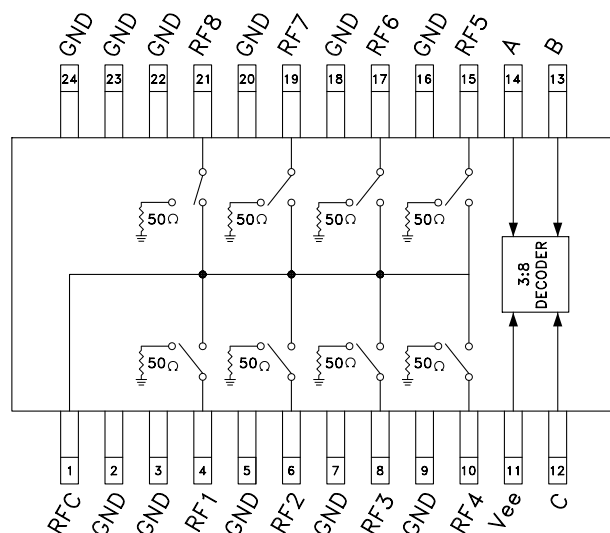 GND GND GND RF8 GND RF7 GND RF6 GND RF5 A B
24 23 22 21 20 19 18 17 16 15 14 13
50Ω 50Ω 50Ω 50Ω
3:8
DECODER
50Ω 50Ω 50Ω 50Ω
1 2 3 4 5 6 7 8 9 10 11 12
RFC GND GND RF1 GND RF2 GND RF3 GND RF4 Vee C